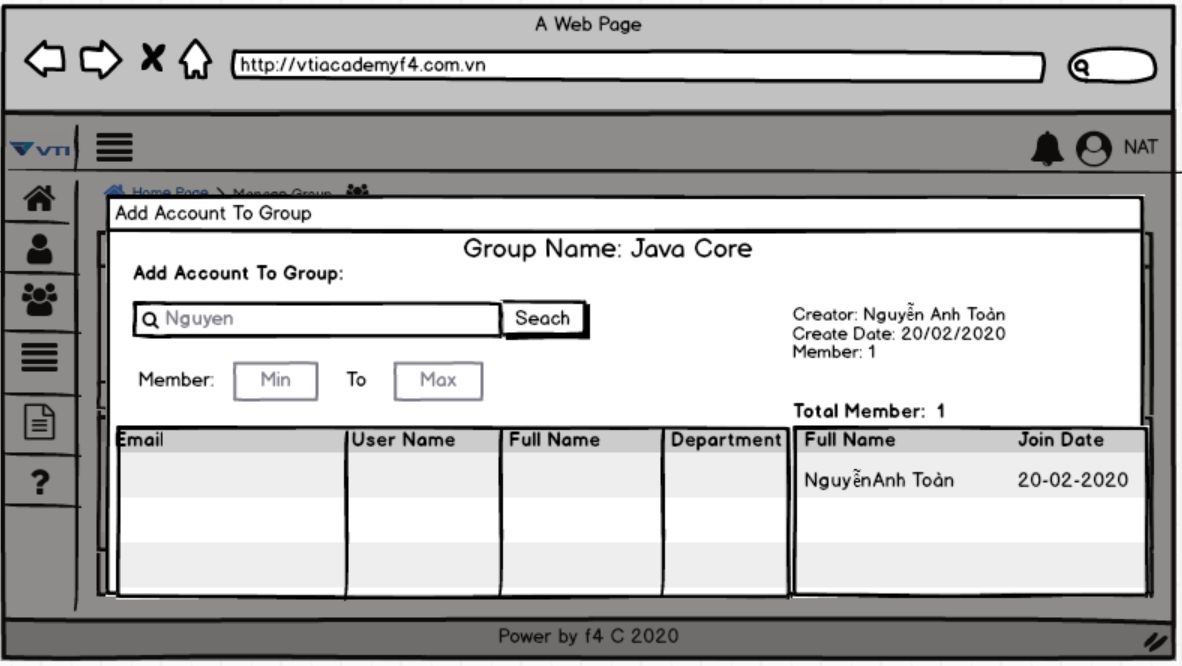 A Web Page
http://vtiacademyf4.com.vn
VTI
NAT
Home Page > Manage Group
Add Account To Group
Group Name: Java Core
Add Account To Group:
Nguyen
Seach
Creator: Nguyễn Anh Toàn
Create Date: 20/02/2020
Member: 1
Member: Min To Max
Total Member: 1
Email User Name Full Name Department Full Name Join Date
NguyễnAnh Toàn 20-02-2020
?
Power by f4 C 2020